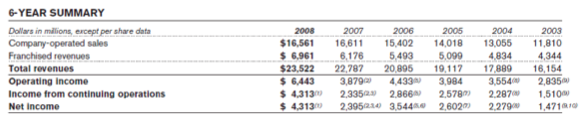 6-YEAR SUMMARY
Dollars in millions, except per share data 2008 2007 2006 2005 2004 2003
Company-operated sales $16,561 16,611 15,402 14,018 13,055 11,810
Franchised revenues $ 6,961 6,176 5,493 5,099 4,834 4,344
Total revenues $23,522 22,787 20,895 19,117 17,889 16,154
Operating income $ 6,443 3,879(2) 4,433(5) 3,984 3,554(8) 2,835(9)
Income from continuing operations $ 4,313(1) 2,335(2,3) 2,866(5) 2,578(7) 2,287(8) 1,510(9)
Net income $ 4,313(1) 2,395(2,3,4) 3,544(5,6) 2,602(7) 2,279(8) 1,471(9,10)